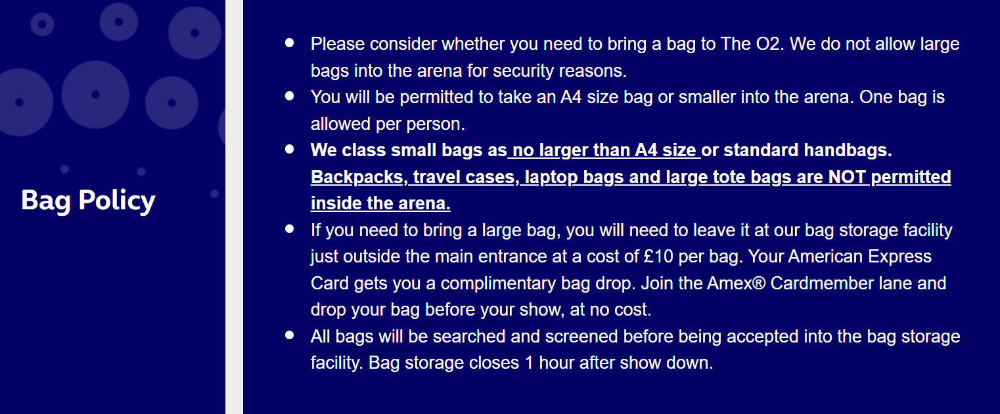 Bag Policy
Please consider whether you need to bring a bag to The O2. We do not allow large
bags into the arena for security reasons.
You will be permitted to take an A4 size bag or smaller into the arena. One bag is
allowed per person.
We class small bags as no larger than A4 size or standard handbags.
Backpacks, travel cases, laptop bags and large tote bags are NOT permitted
inside the arena.
If you need to bring a large bag, you will need to leave it at our bag storage facility
just outside the main entrance at a cost of £10 per bag. Your American Express
Card gets you a complimentary bag drop. Join the Amex® Cardmember lane and
drop your bag before your show, at no cost.
All bags will be searched and screened before being accepted into the bag storage
facility. Bag storage closes 1 hour after show down.